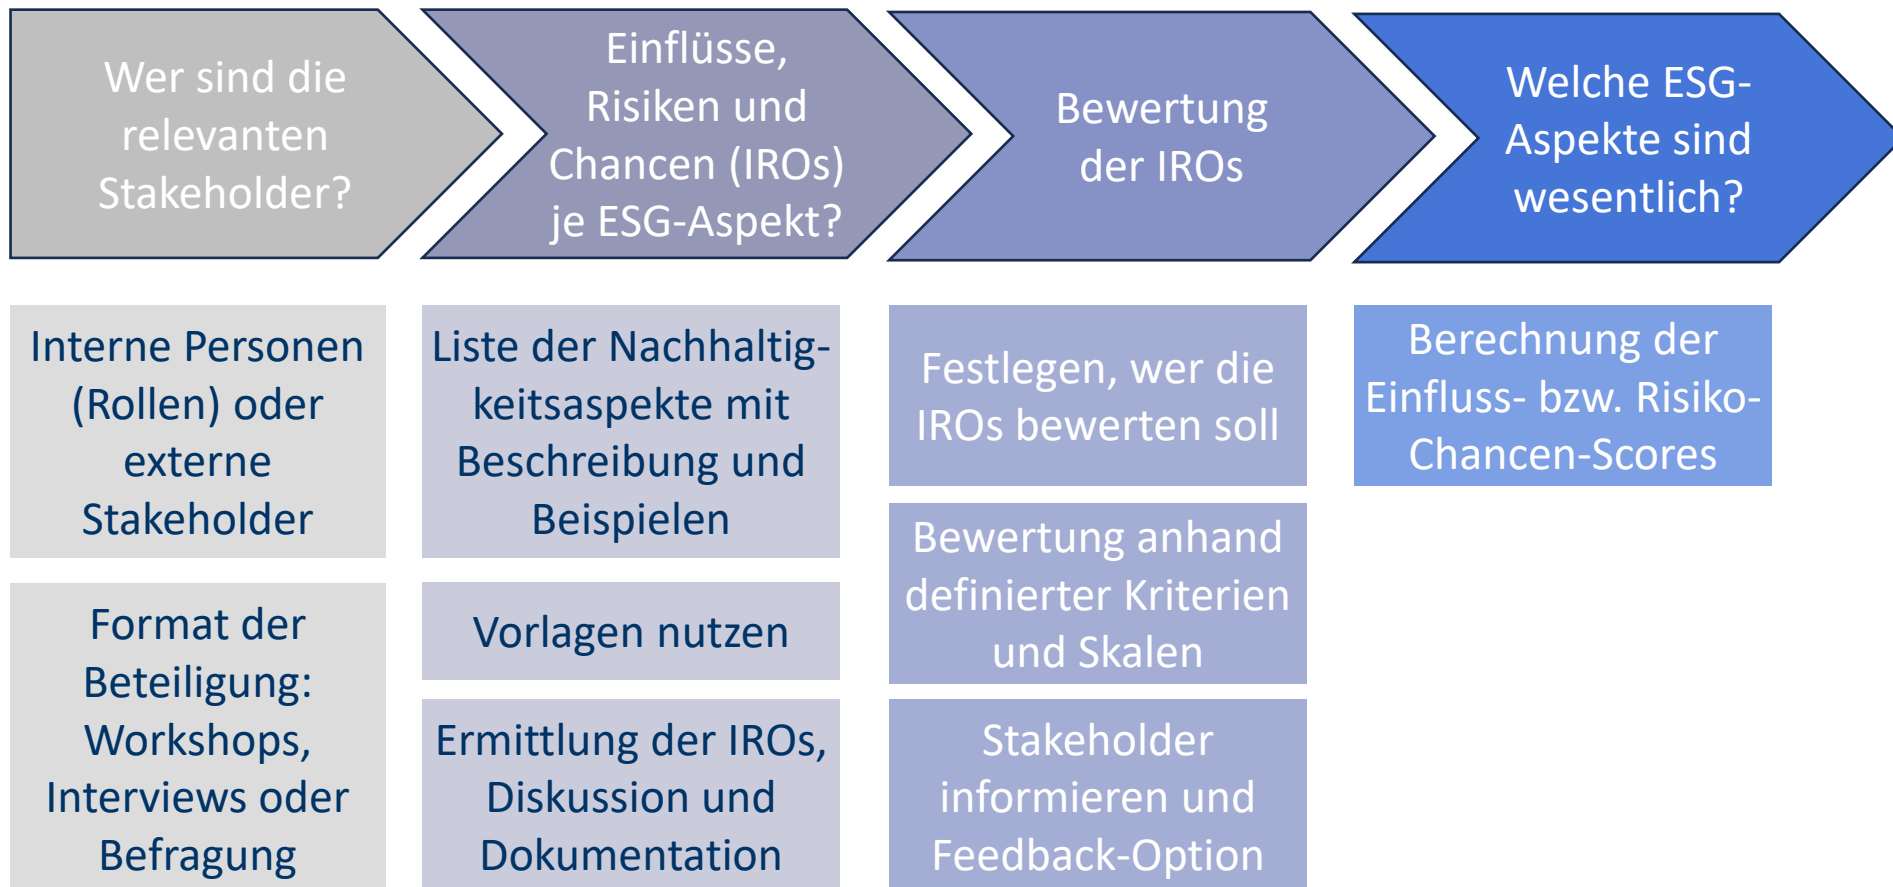 Wer sind die
relevanten
Stakeholder?
Einflüsse,
Risiken und
Chancen (IROs)
je ESG-Aspekt?
Bewertung
der IROs
Welche ESG-
Aspekte sind
wesentlich?
Interne Personen
(Rollen) oder
externe
Stakeholder
Format der
Beteiligung:
Workshops,
Interviews oder
Befragung
Liste der Nachhaltig-
keitsaspekte mit
Beschreibung und
Beispielen
Vorlagen nutzen
Ermittlung der IROs,
Diskussion und
Dokumentation
Festlegen, wer die
IROs bewerten soll
Bewertung anhand
definierter Kriterien
und Skalen
Stakeholder
informieren und
Feedback-Option
Berechnung der
Einfluss- bzw. Risiko-
Chancen-Scores